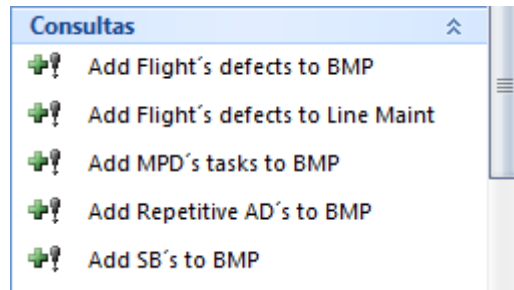 Consultas
Add Flight´s defects to BMP
Add Flight´s defects to Line Maint
Add MPD´s tasks to BMP
Add Repetitive AD´s to BMP
Add SB´s to BMP